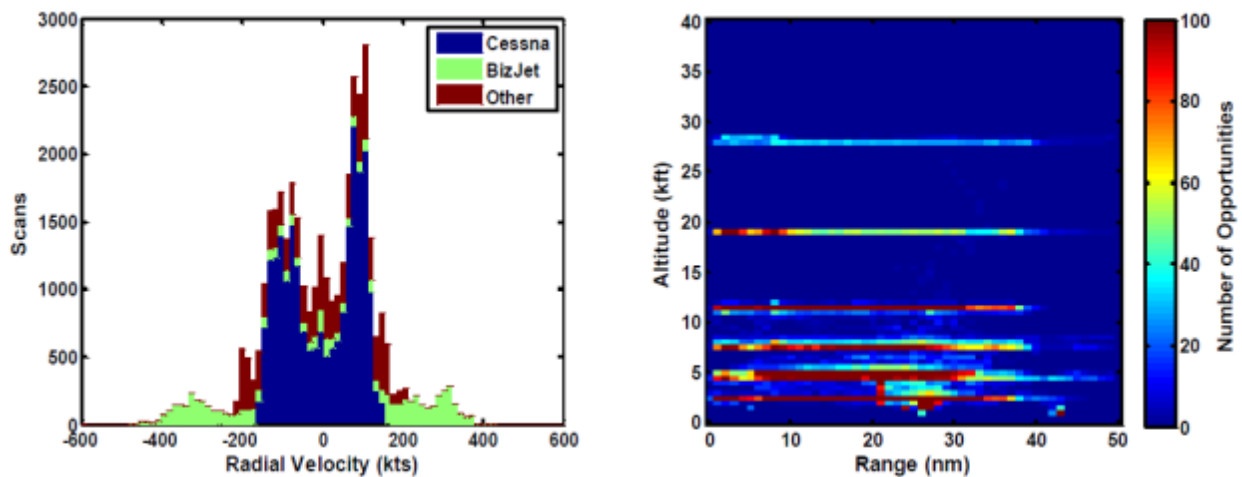 3000
2500
2000
1500
1000
500
0
Scans
-600 -400 -200 0 200 400 600
Radial Velocity (kts)
Cessna
BizJet
Other
40
35
30
25
20
15
10
5
0
Altitude (kft)
0 10 20 30 40 50
Range (nm)
100
80
60
40
20
0
Number of Opportunities